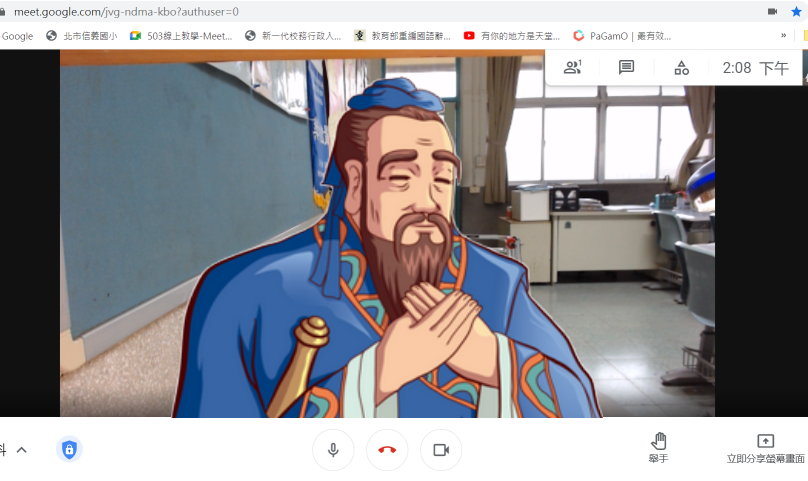 meet.google.com/jvg-ndma-kbo?authuser=0
Google 北市信義國小 503線上教學-Meet... 新一代校務行政人... 教育部重編國語辭... 有你的地方是天堂... PaGamO | 最有效... »
1 2:08 下午
科
舉手 立即分享螢幕畫面